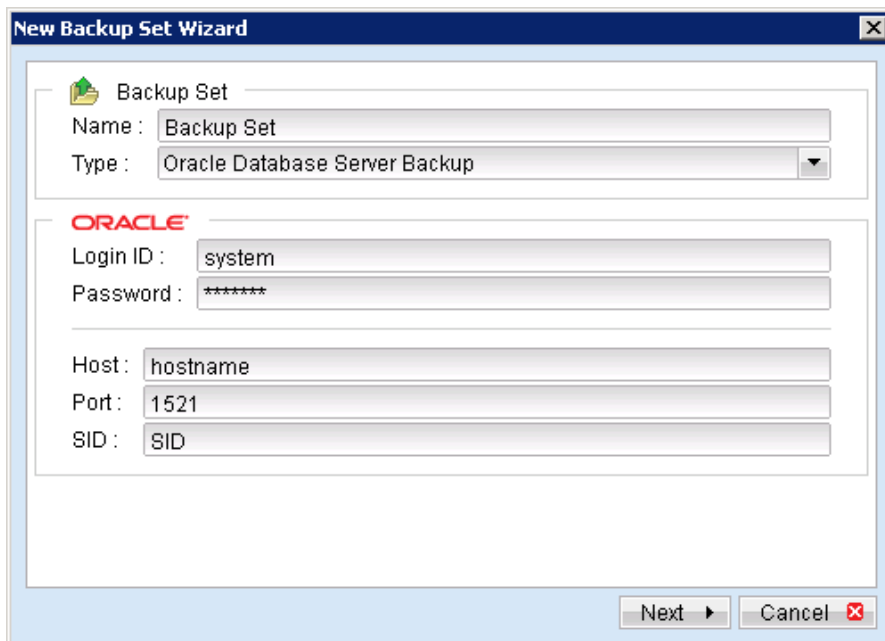 New Backup Set Wizard
Backup Set
Name : Backup Set
Type : Oracle Database Server Backup
ORACLE
Login ID : system
Password : *******
Host : hostname
Port : 1521
SID : SID
Next Cancel